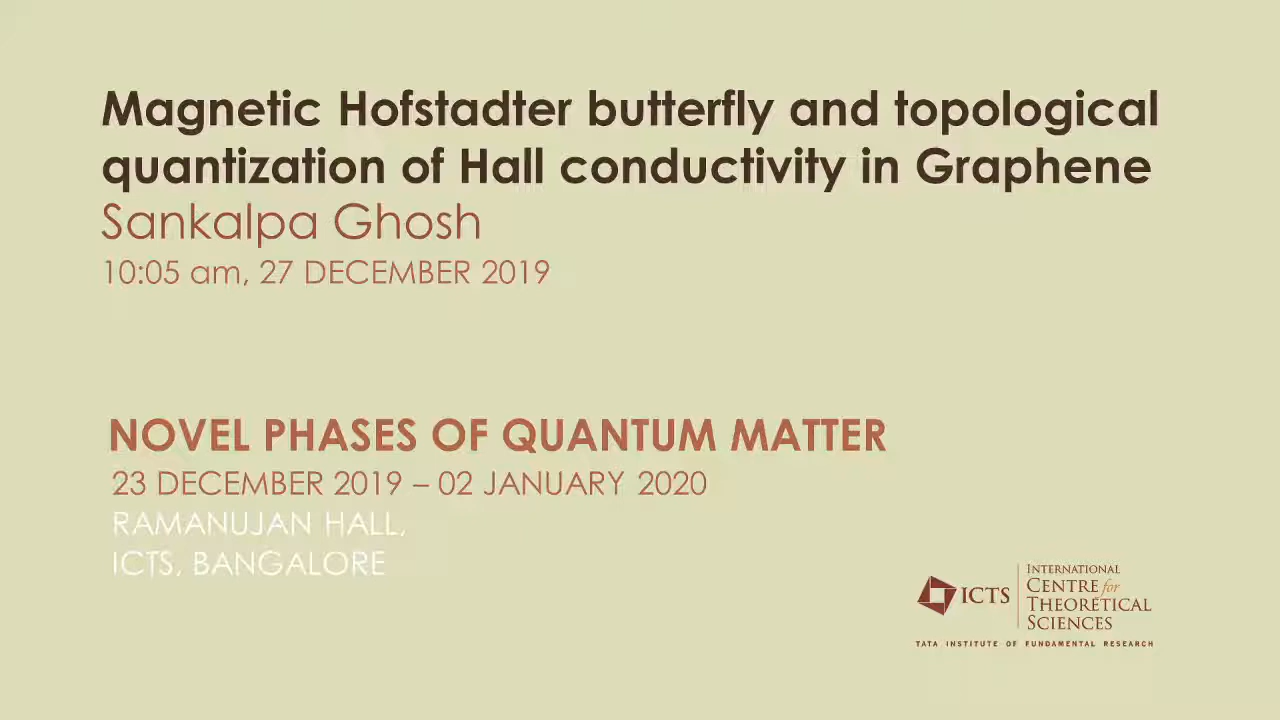 Magnetic Hofstadter butterfly and topological
quantization of Hall conductivity in Graphene
Sankalpa Ghosh
10:05 am, 27 DECEMBER 2019
NOVEL PHASES OF QUANTUM MATTER
23 DECEMBER 2019 – 02 JANUARY 2020
RAMANUJAN HALL,
ICTS, BANGALORE
ICTS
INTERNATIONAL
CENTRE for
THEORETICAL
SCIENCES
TATA INSTITUTE OF FUNDAMENTAL RESEARCH